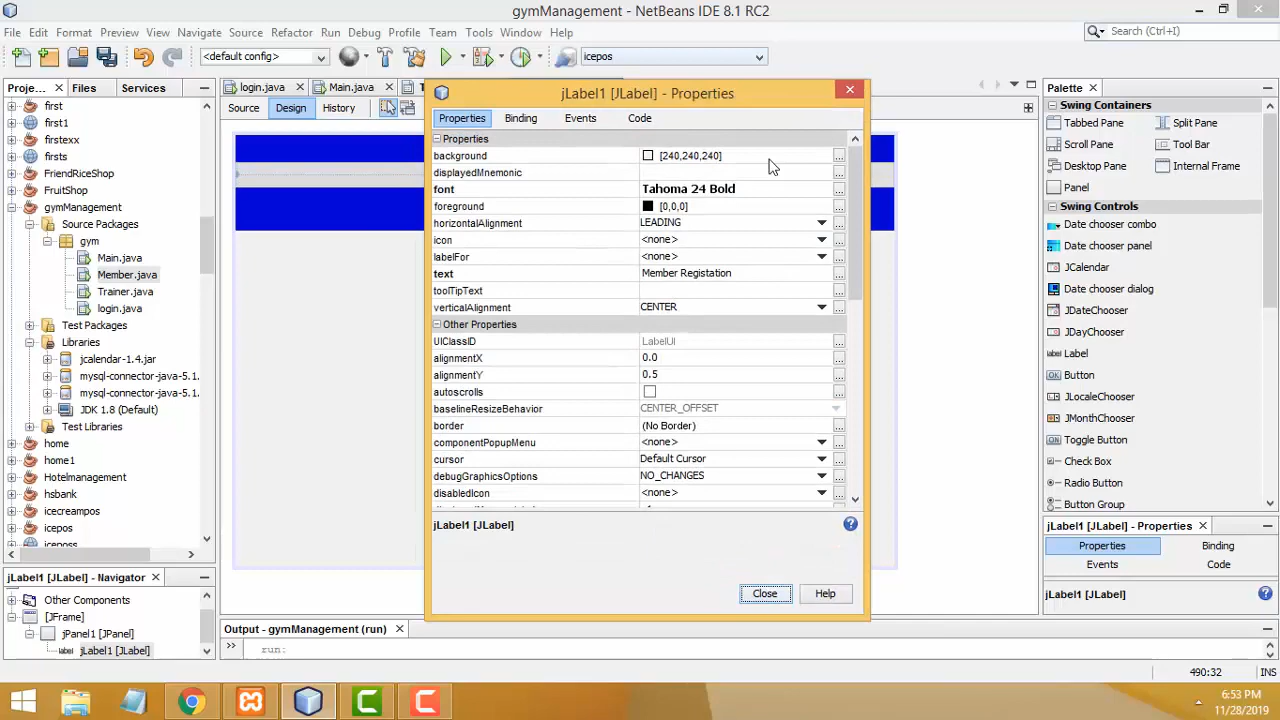 gymManagement - NetBeans IDE 8.1 RC2
File Edit Format Preview View Navigate Source Refactor Run Debug Profile Team Tools Window Help
Search (Ctrl+I)
<default config>
icepos
Proje... Files Services
login.java Main.java
Source Design History
first
first1
firstexx
firsts
FriendRiceShop
FruitShop
gymManagement
Source Packages
gym
Main.java
Member.java
Trainer.java
login.java
Test Packages
Libraries
jcalendar-1.4.jar
mysql-connector-java-5.1.
mysql-connector-java-5.1.
JDK 1.8 (Default)
Test Libraries
home
home1
Hotelmanagement
hsbank
icecreampos
icepos
iceposs
jLabel1 [JLabel] - Navigator
Other Components
[JFrame]
jPanel1 [JPanel]
label jLabel1 [JLabel]
jLabel1 [JLabel] - Properties
Properties Binding Events Code
Properties
background [240,240,240]
displayedMnemonic
font Tahoma 24 Bold
foreground [0,0,0]
horizontalAlignment LEADING
icon <none>
labelFor <none>
text Member Registation
toolTipText
verticalAlignment CENTER
Other Properties
UIClassID LabelUI
alignmentX 0.0
alignmentY 0.5
autoscrolls
baselineResizeBehavior CENTER_OFFSET
border (No Border)
componentPopupMenu <none>
cursor Default Cursor
debugGraphicsOptions NO_CHANGES
disabledIcon <none>
jLabel1 [JLabel]
Close Help
Output - gymManagement (run)
>> run:
Palette
Swing Containers
Tabbed Pane Split Pane
Scroll Pane Tool Bar
Desktop Pane Internal Frame
Panel
Swing Controls
Date chooser combo
Date chooser panel
JCalendar
Date chooser dialog
JDateChooser
JDayChooser
label Label
OK Button
JLocaleChooser
JMonthChooser
ON Toggle Button
Check Box
Radio Button
Button Group
jLabel1 [JLabel] - Properties
Properties Binding
Events Code
jLabel1 [JLabel]
490:32 INS
6:53 PM
11/28/2019